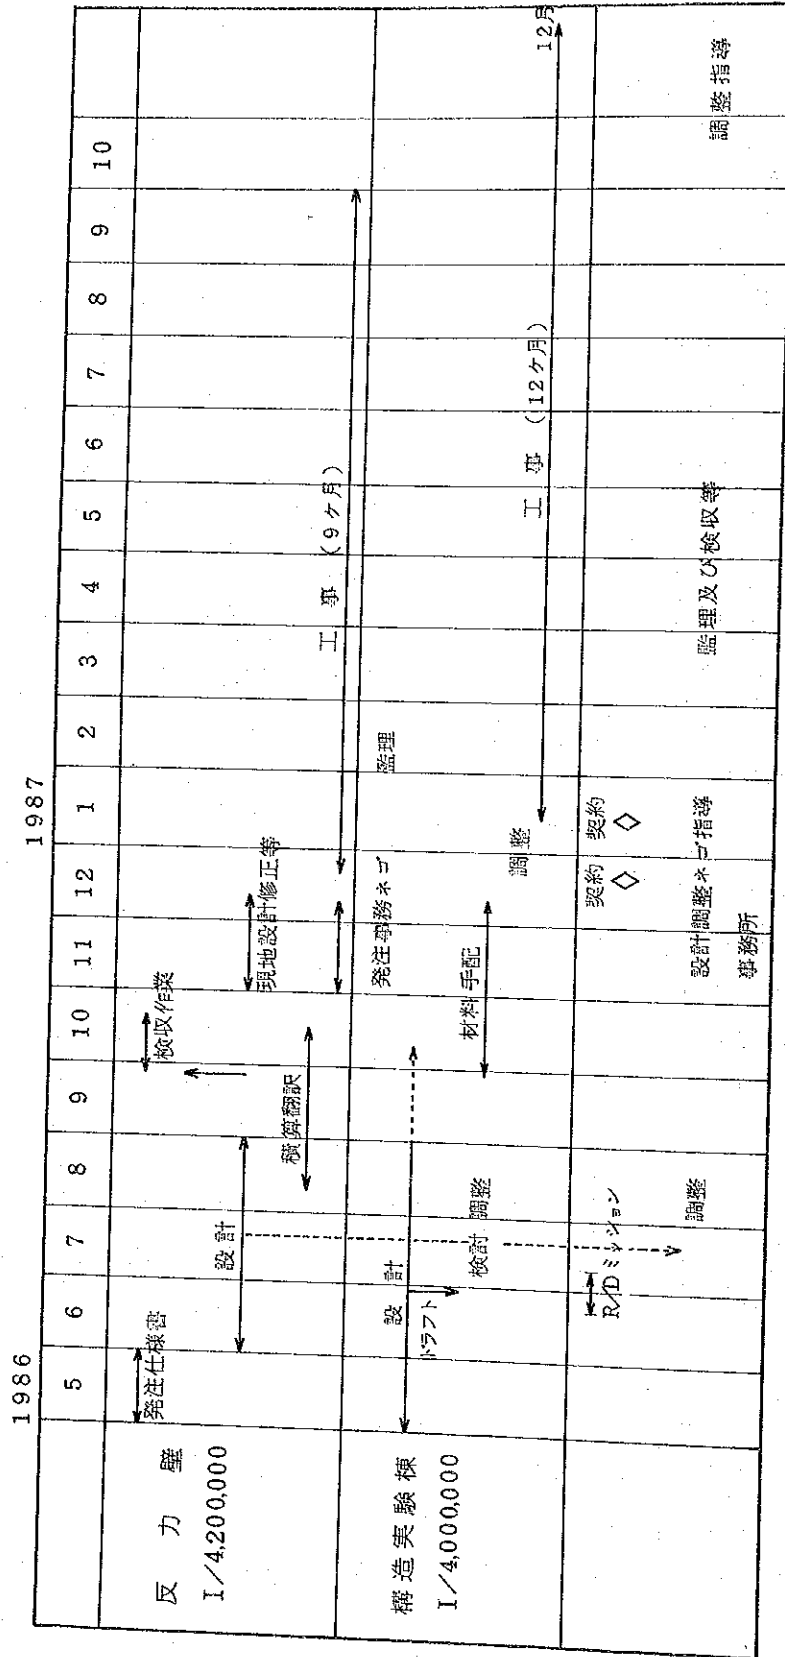 1986
1987
5 6 7 8 9 10 11 12 1 2 3 4 5 6 7 8 9 10
反力壁
I/4,200,000
発注仕様書
検収作業
設計
現地設計修正等
積算翻訳
工事(9ケ月)
構造実験棟
I/4,000,000
発注事務ネゴ
監理
設計
ドラフト
検討 調整
材料手配
調整
工事(12ケ月)
12月
R/Dミッション
契約
契約
調整
設計調整ネゴ指導
事務所
監理及び検収等
調整指導